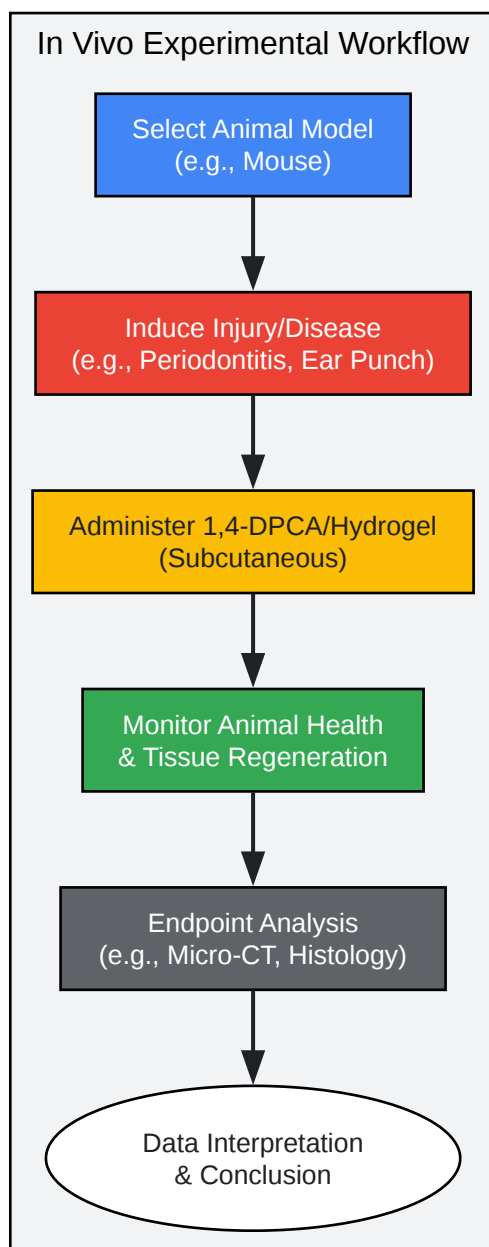 In Vivo Experimental Workflow
Select Animal Model
(e.g., Mouse)
Induce Injury/Disease
(e.g., Periodontitis, Ear Punch)
Administer 1,4-DPCA/Hydrogel
(Subcutaneous)
Monitor Animal Health
& Tissue Regeneration
Endpoint Analysis
(e.g., Micro-CT, Histology)
Data Interpretation
& Conclusion